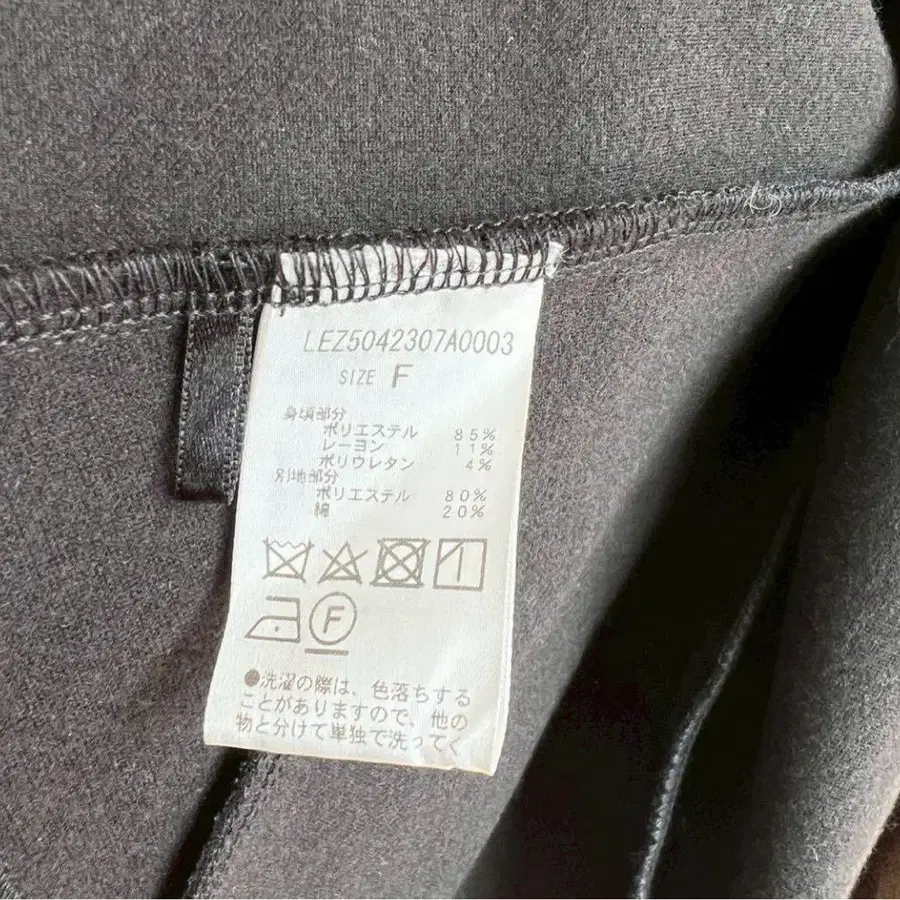 LEZ5042307A0003
SIZE F
身頃部分
ポリエステル 85%
レーヨン 11%
ポリウレタン 4%
別地部分
ポリエステル 80%
綿 20%
F
●洗濯の際は、色落ちする
ことがありますので、他の
物と分けて単独で洗ってく